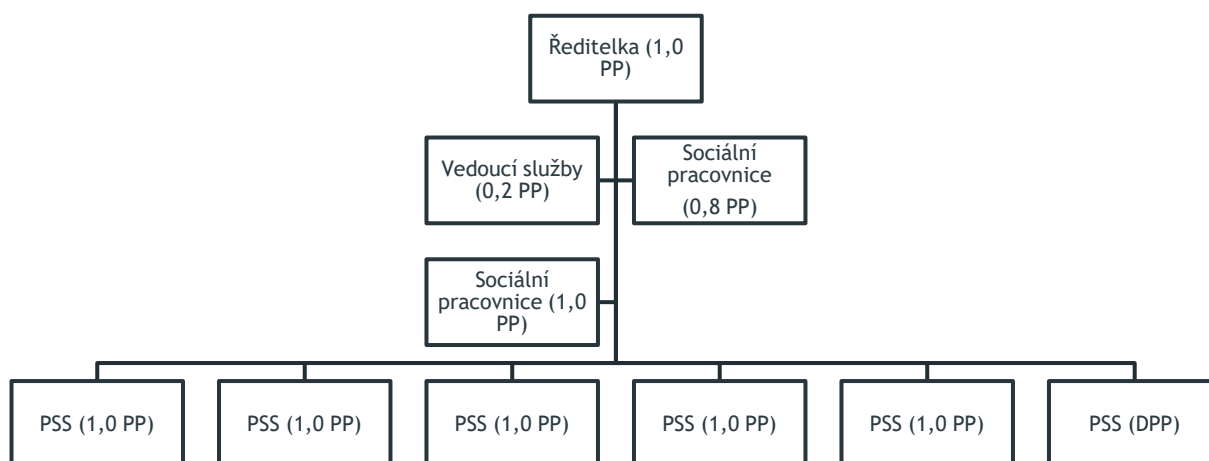 Ředitelka (1,0
PP)
Vedoucí služby
(0,2 PP)
Sociální
pracovnice
(0,8 PP)
Sociální
pracovnice (1,0
PP)
PSS (1,0 PP)
PSS (1,0 PP)
PSS (1,0 PP)
PSS (1,0 PP)
PSS (1,0 PP)
PSS (DPP)